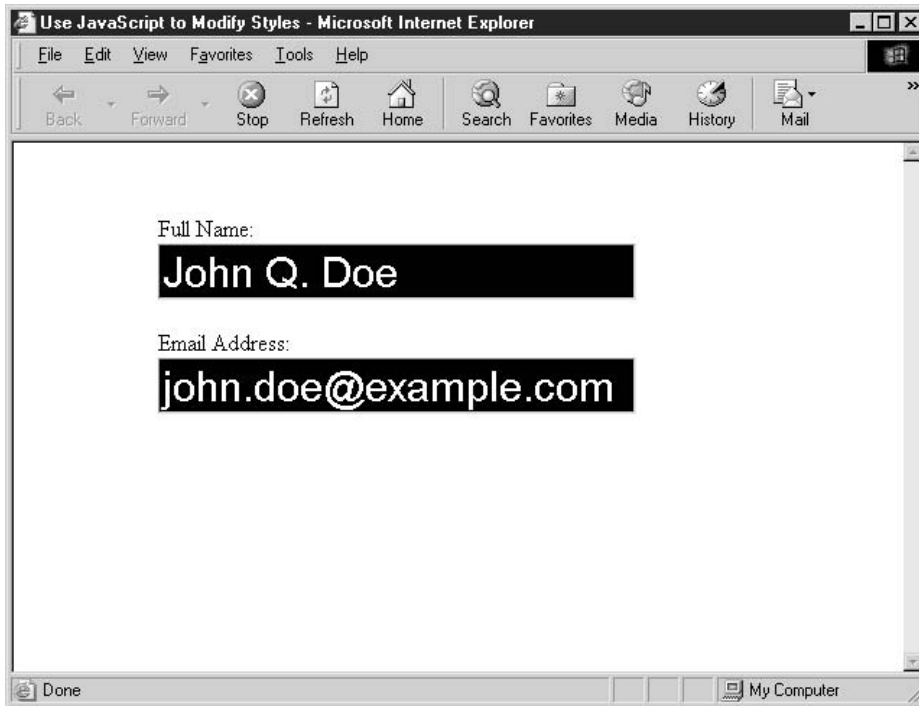 Use JavaScript to Modify Styles - Microsoft Internet Explorer
File Edit View Favorites Tools Help
Back Forward Stop Refresh Home Search Favorites Media History Mail »
Full Name:
John Q. Doe
Email Address:
john.doe@example.com
Done My Computer